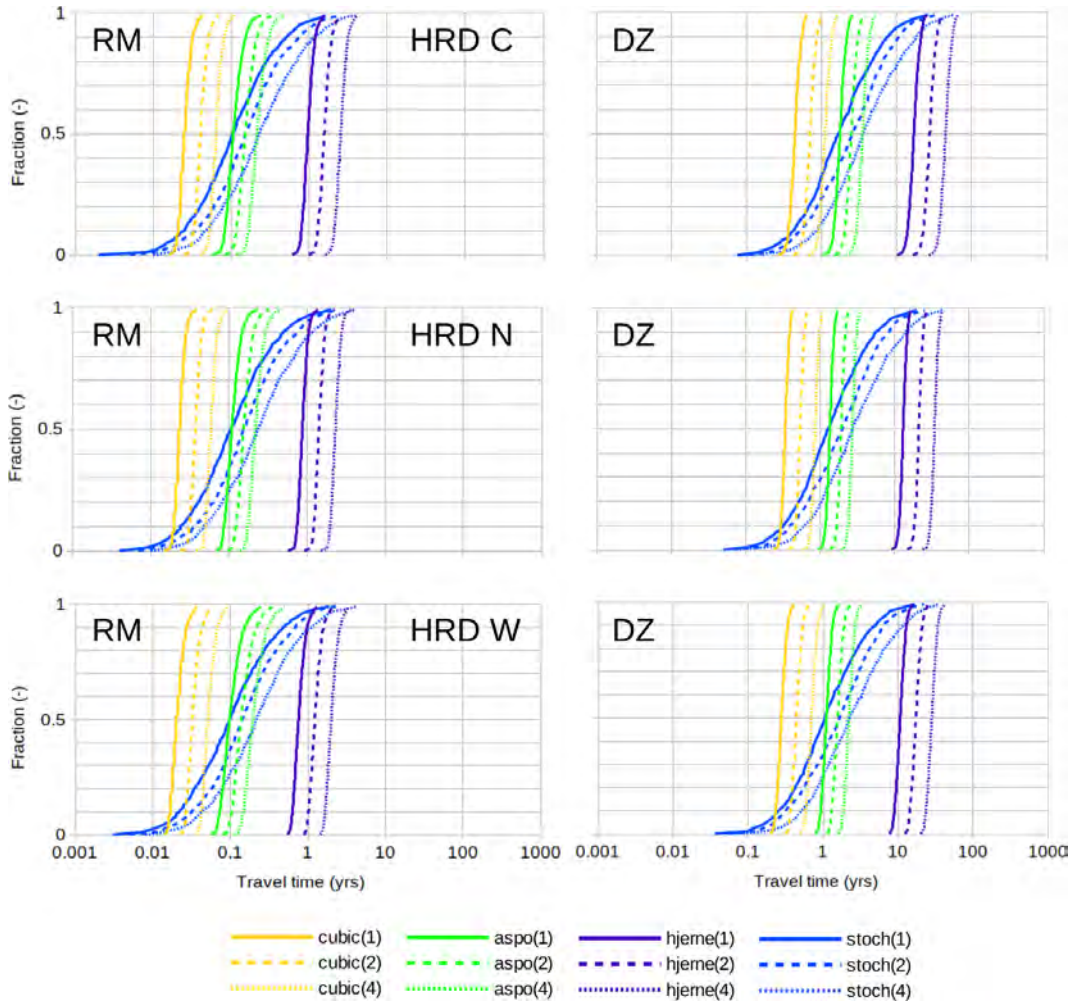 RM HRD C DZ
1
0.5
0
Fraction (-)
RM HRD N DZ
1
0.5
0
Fraction (-)
RM HRD W DZ
1
0.5
0
Fraction (-)
0.001 0.01 0.1 1 10 100 1000 0.001 0.1 1 10 100 1000
Travel time (yrs) Travel time (yrs)
cubic(1) aspo(1) hjerne(1) stoch(1)
cubic(2) aspo(2) hjerne(2) stoch(2)
cubic(4) aspo(4) hjerne(4) stoch(4)